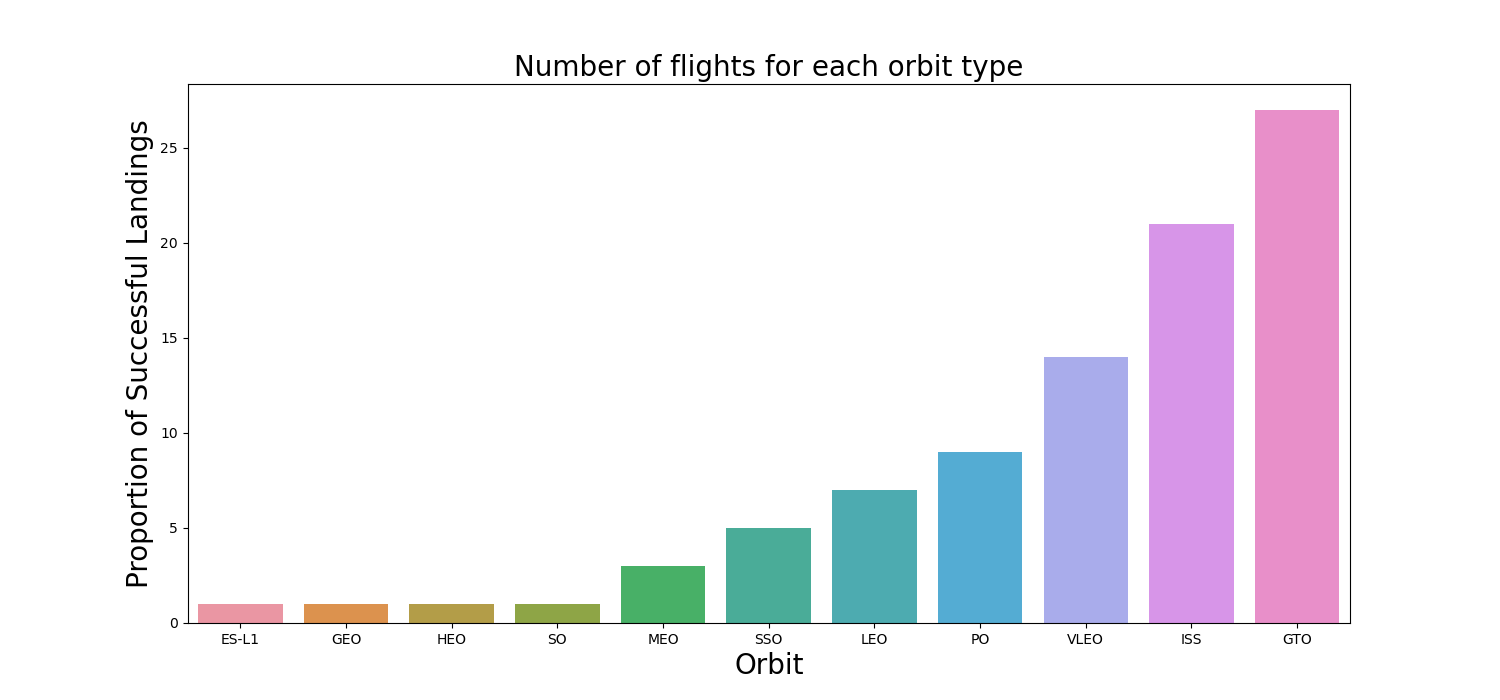 Number of flights for each orbit type
Proportion of Successful Landings
25
20
15
10
5
0
ES-L1 GEO HEO SO MEO SSO LEO PO VLEO ISS GTO
Orbit